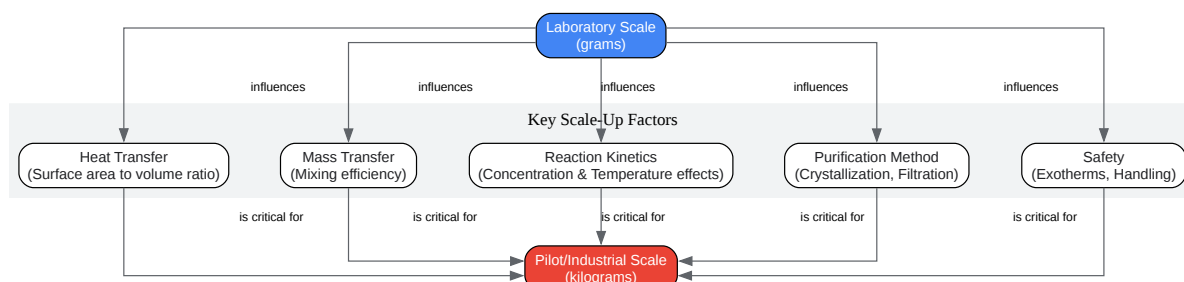 Laboratory Scale
(grams)
influences influences influences influences influences
Key Scale-Up Factors
Heat Transfer
(Surface area to volume ratio)
Mass Transfer
(Mixing efficiency)
Reaction Kinetics
(Concentration & Temperature effects)
Purification Method
(Crystallization, Filtration)
Safety
(Exotherms, Handling)
is critical for is critical for is critical for is critical for is critical for
Pilot/Industrial Scale
(kilograms)